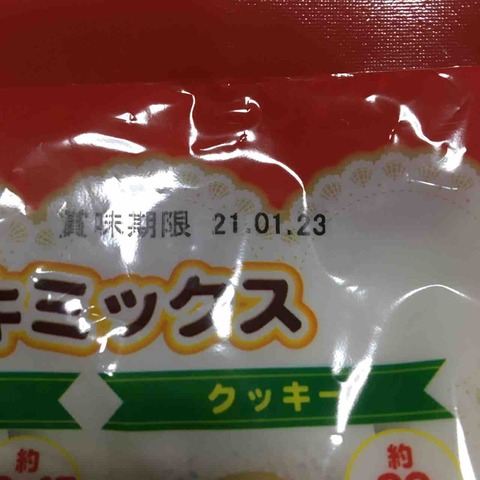 賞味期限 21.01.23
キミックス
クッキー
約
約